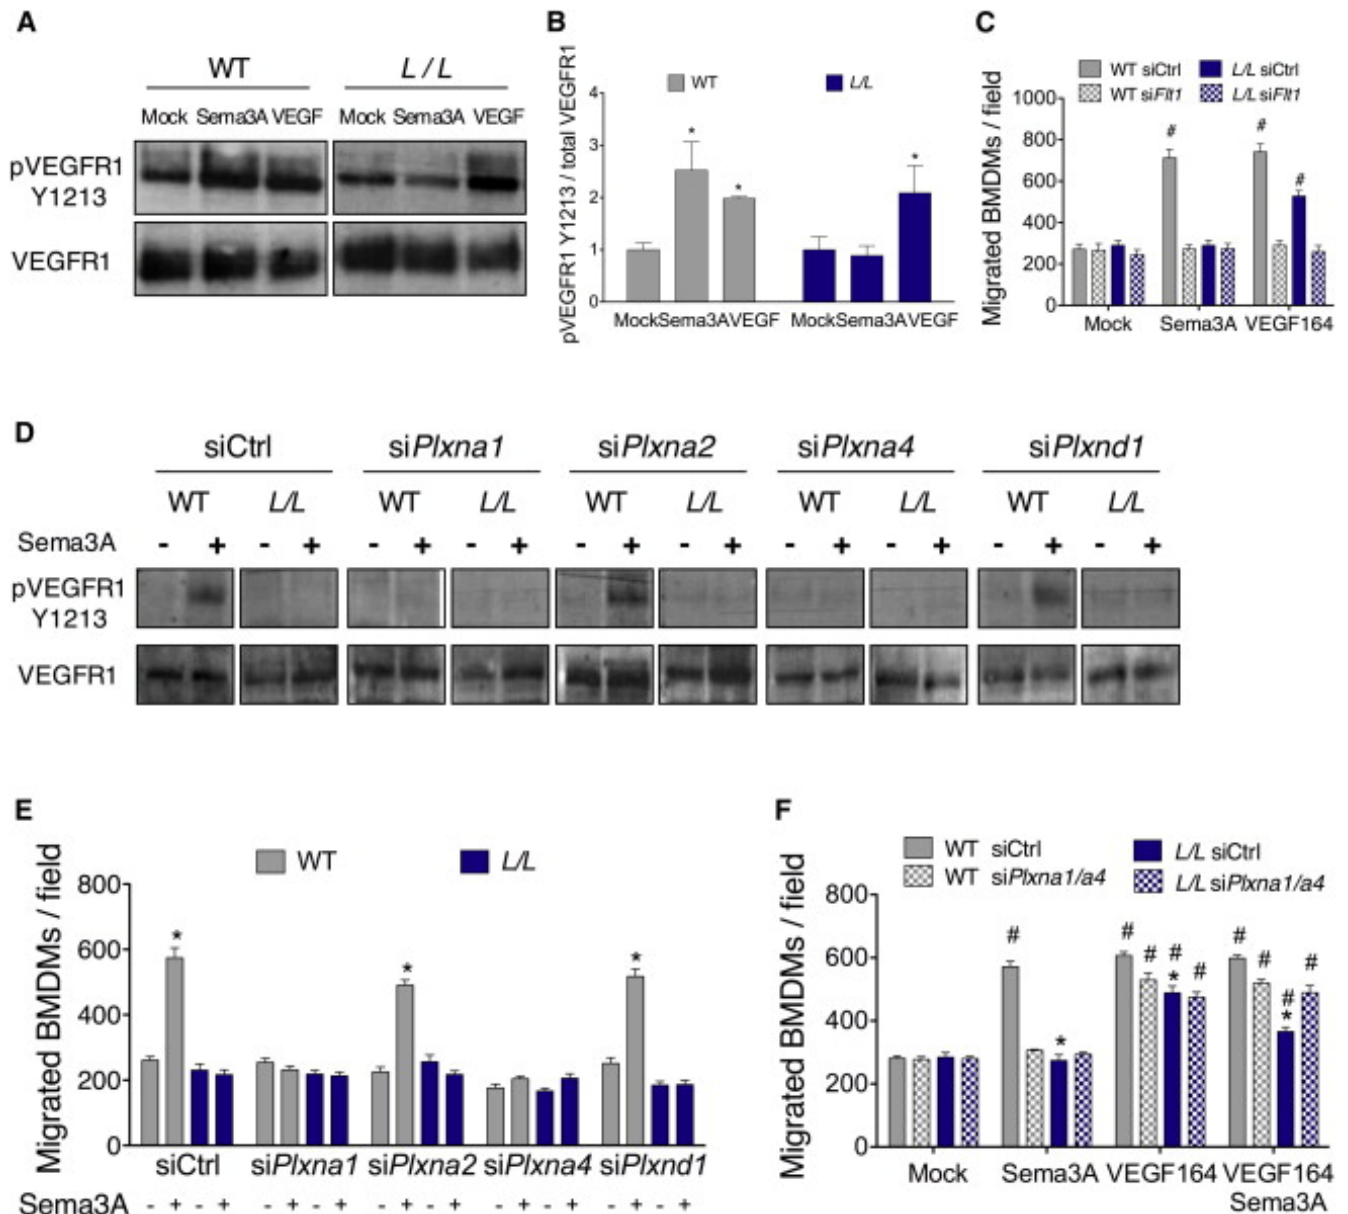 A
WT L / L
Mock Sema3A VEGF Mock Sema3A VEGF
pVEGFR1
Y1213
VEGFR1
B
WT L/L
pVEGFR1 Y1213 / total VEGFR1
4
3
2
1
0
* * *
MockSema3AVEGF MockSema3AVEGF
C
WT siCtrl L/L siCtrl
WT siFlt1 L/L siFlt1
Migrated BMDMs / field
1000
800
600
400
200
0
# # #
Mock Sema3A VEGF164
D
siCtrl siPlxna1 siPlxna2 siPlxna4 siPlxnd1
WT L/L WT L/L WT L/L WT L/L WT L/L
Sema3A - + - + - + - + - + - + - + - + - + - +
pVEGFR1
Y1213
VEGFR1
E
WT L/L
Migrated BMDMs / field
800
600
400
200
0
* * *
siCtrl siPlxna1 siPlxna2 siPlxna4 siPlxnd1
Sema3A - + - + - + - + - + - + - + - + - + - +
F
WT siCtrl L/L siCtrl
WT siPlxna1/a4 L/L siPlxna1/a4
Migrated BMDMs / field
800
600
400
200
0
# * # # # * # # # # * #
Mock Sema3A VEGF164 VEGF164
Sema3A